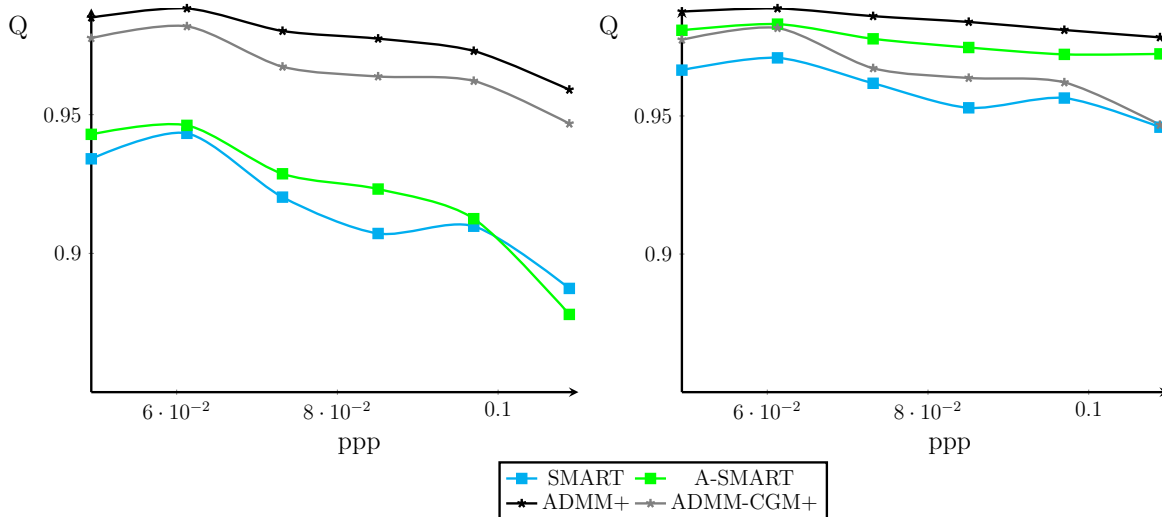 Q
0.95
0.9
6 · 10⁻² 8 · 10⁻² 0.1
ppp
Q
0.95
0.9
6 · 10⁻² 8 · 10⁻² 0.1
ppp
SMART A-SMART
ADMM+ ADMM-CGM+